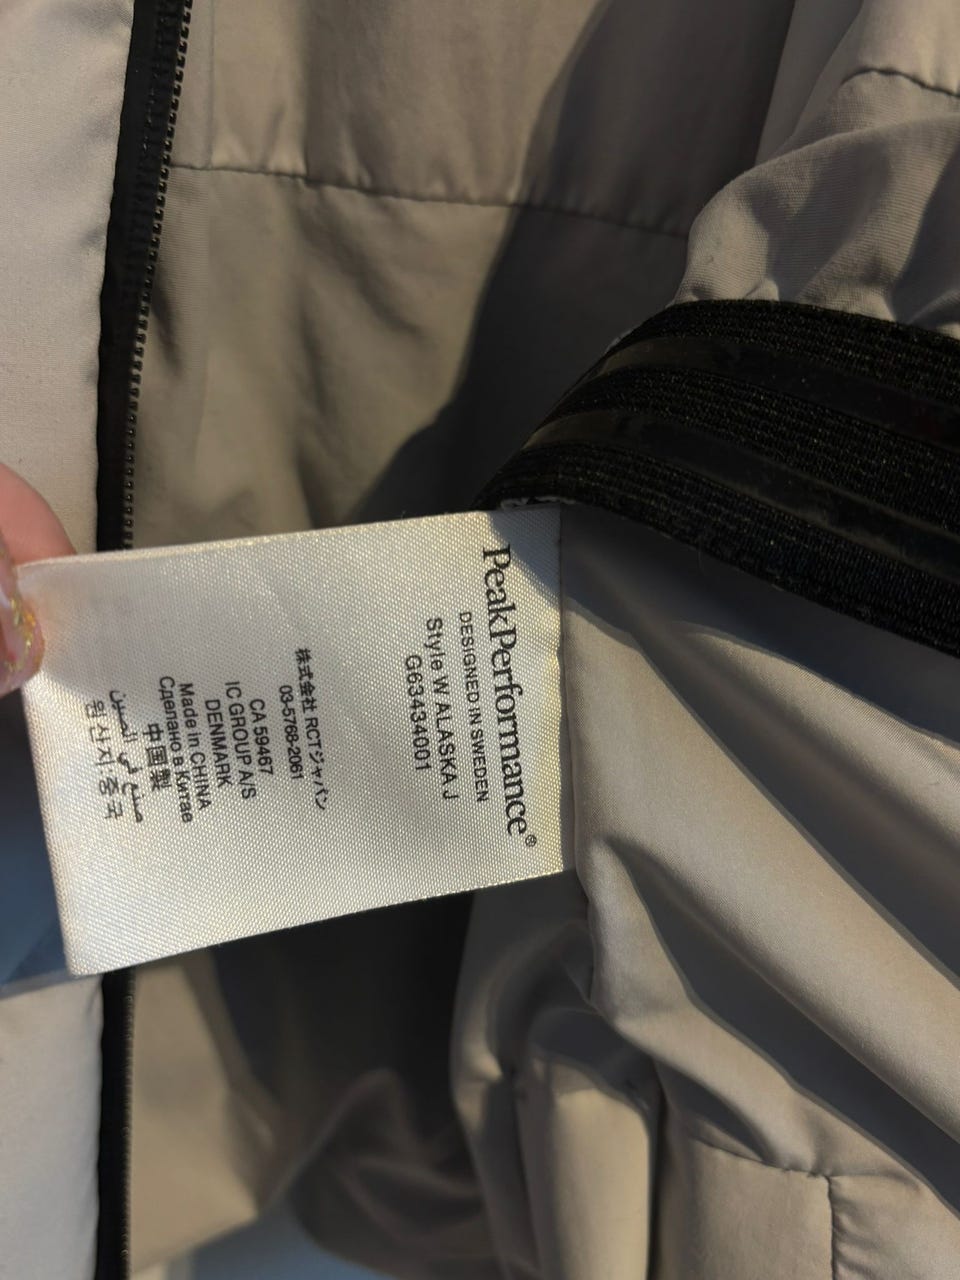 PeakPerformance®
DESIGNED IN SWEDEN
Style W ALASKA J
G63434001
株式会社 RCTジャパン
03-5768-2061
CA 59467
IC GROUP A/S
DENMARK
Made in CHINA
Сделано в Китае
中国製
صنع في الصين
원산지:중국